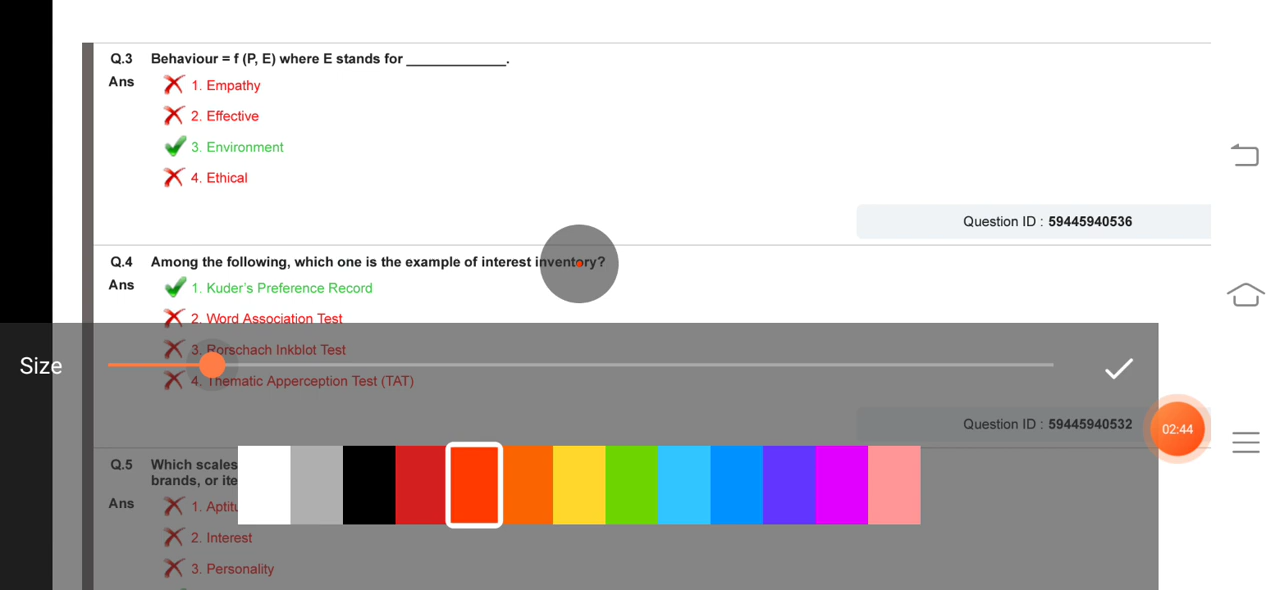 Q.3 Behaviour = f (P, E) where E stands for _____________.
Ans 1. Empathy
2. Effective
3. Environment
4. Ethical
Question ID : 59445940536
Q.4 Among the following, which one is the example of interest inventory?
Ans 1. Kuder's Preference Record
2. Word Association Test
3. Rorschach Inkblot Test
Size
4. Thematic Apperception Test (TAT)
Question ID : 59445940532
02:44
Q.5 Which scales
brands, or
Ans 1.
2. Interest
3. Personality